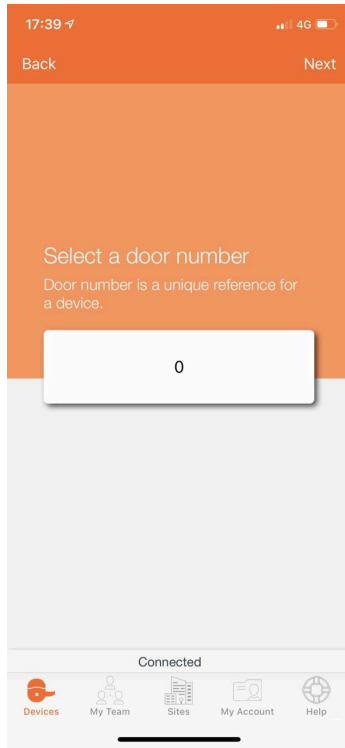 17:39 4G
Back Next
Select a door number
Door number is a unique reference for
a device.
0
Connected
Devices My Team Sites My Account Help